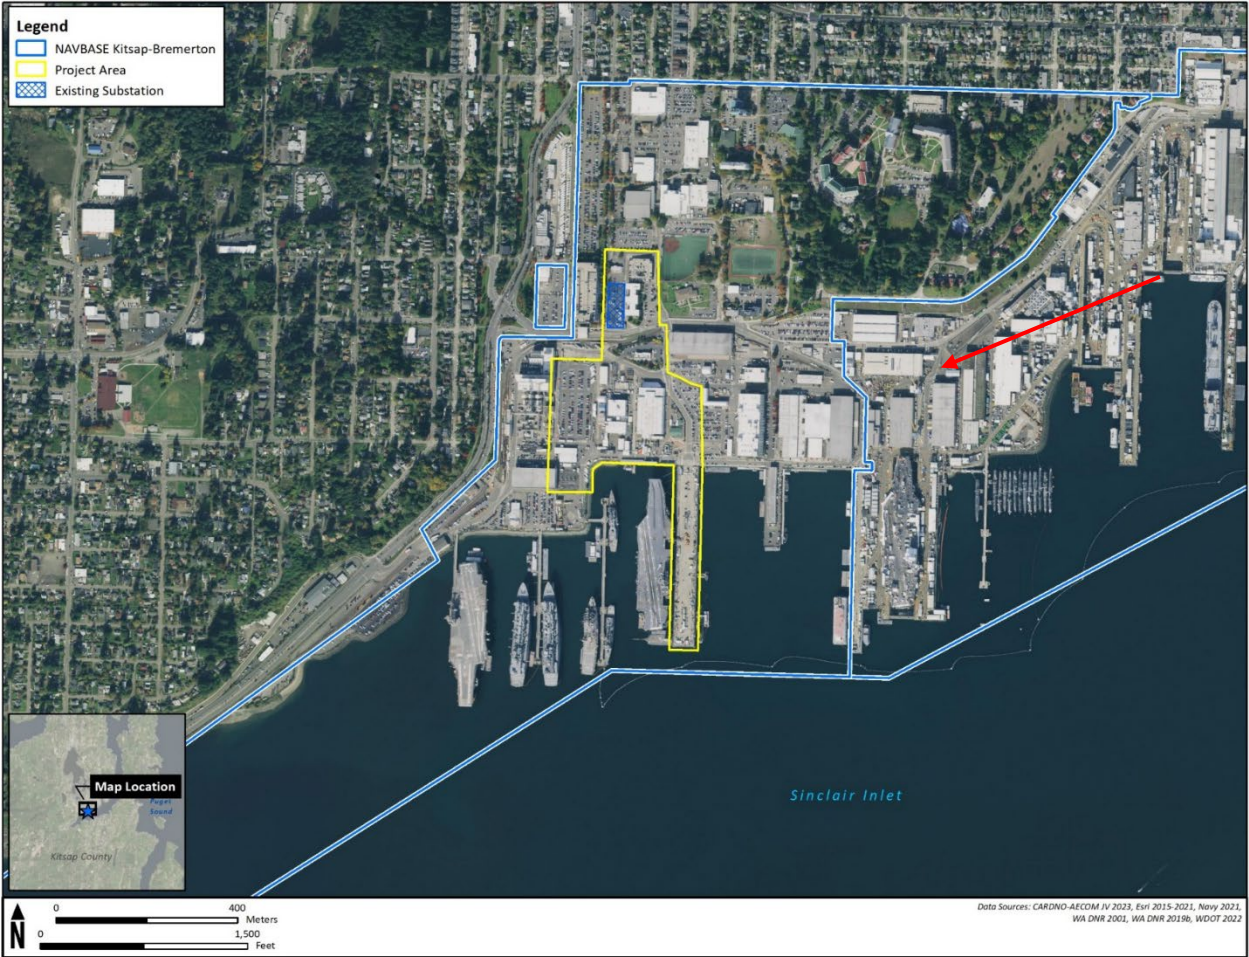 Legend
NAVBASE Kitsap-Bremerton
Project Area
Existing Substation
Sinclair Inlet
Map Location
Puget
Sound
Kitsap County
N
0 400
Meters
0 1,500
Feet
Data Sources: CARDNO-AECOM JV 2023, Esri 2015-2021, Navy 2021,
WA DNR 2001, WA DNR 2019b, WDOT 2022